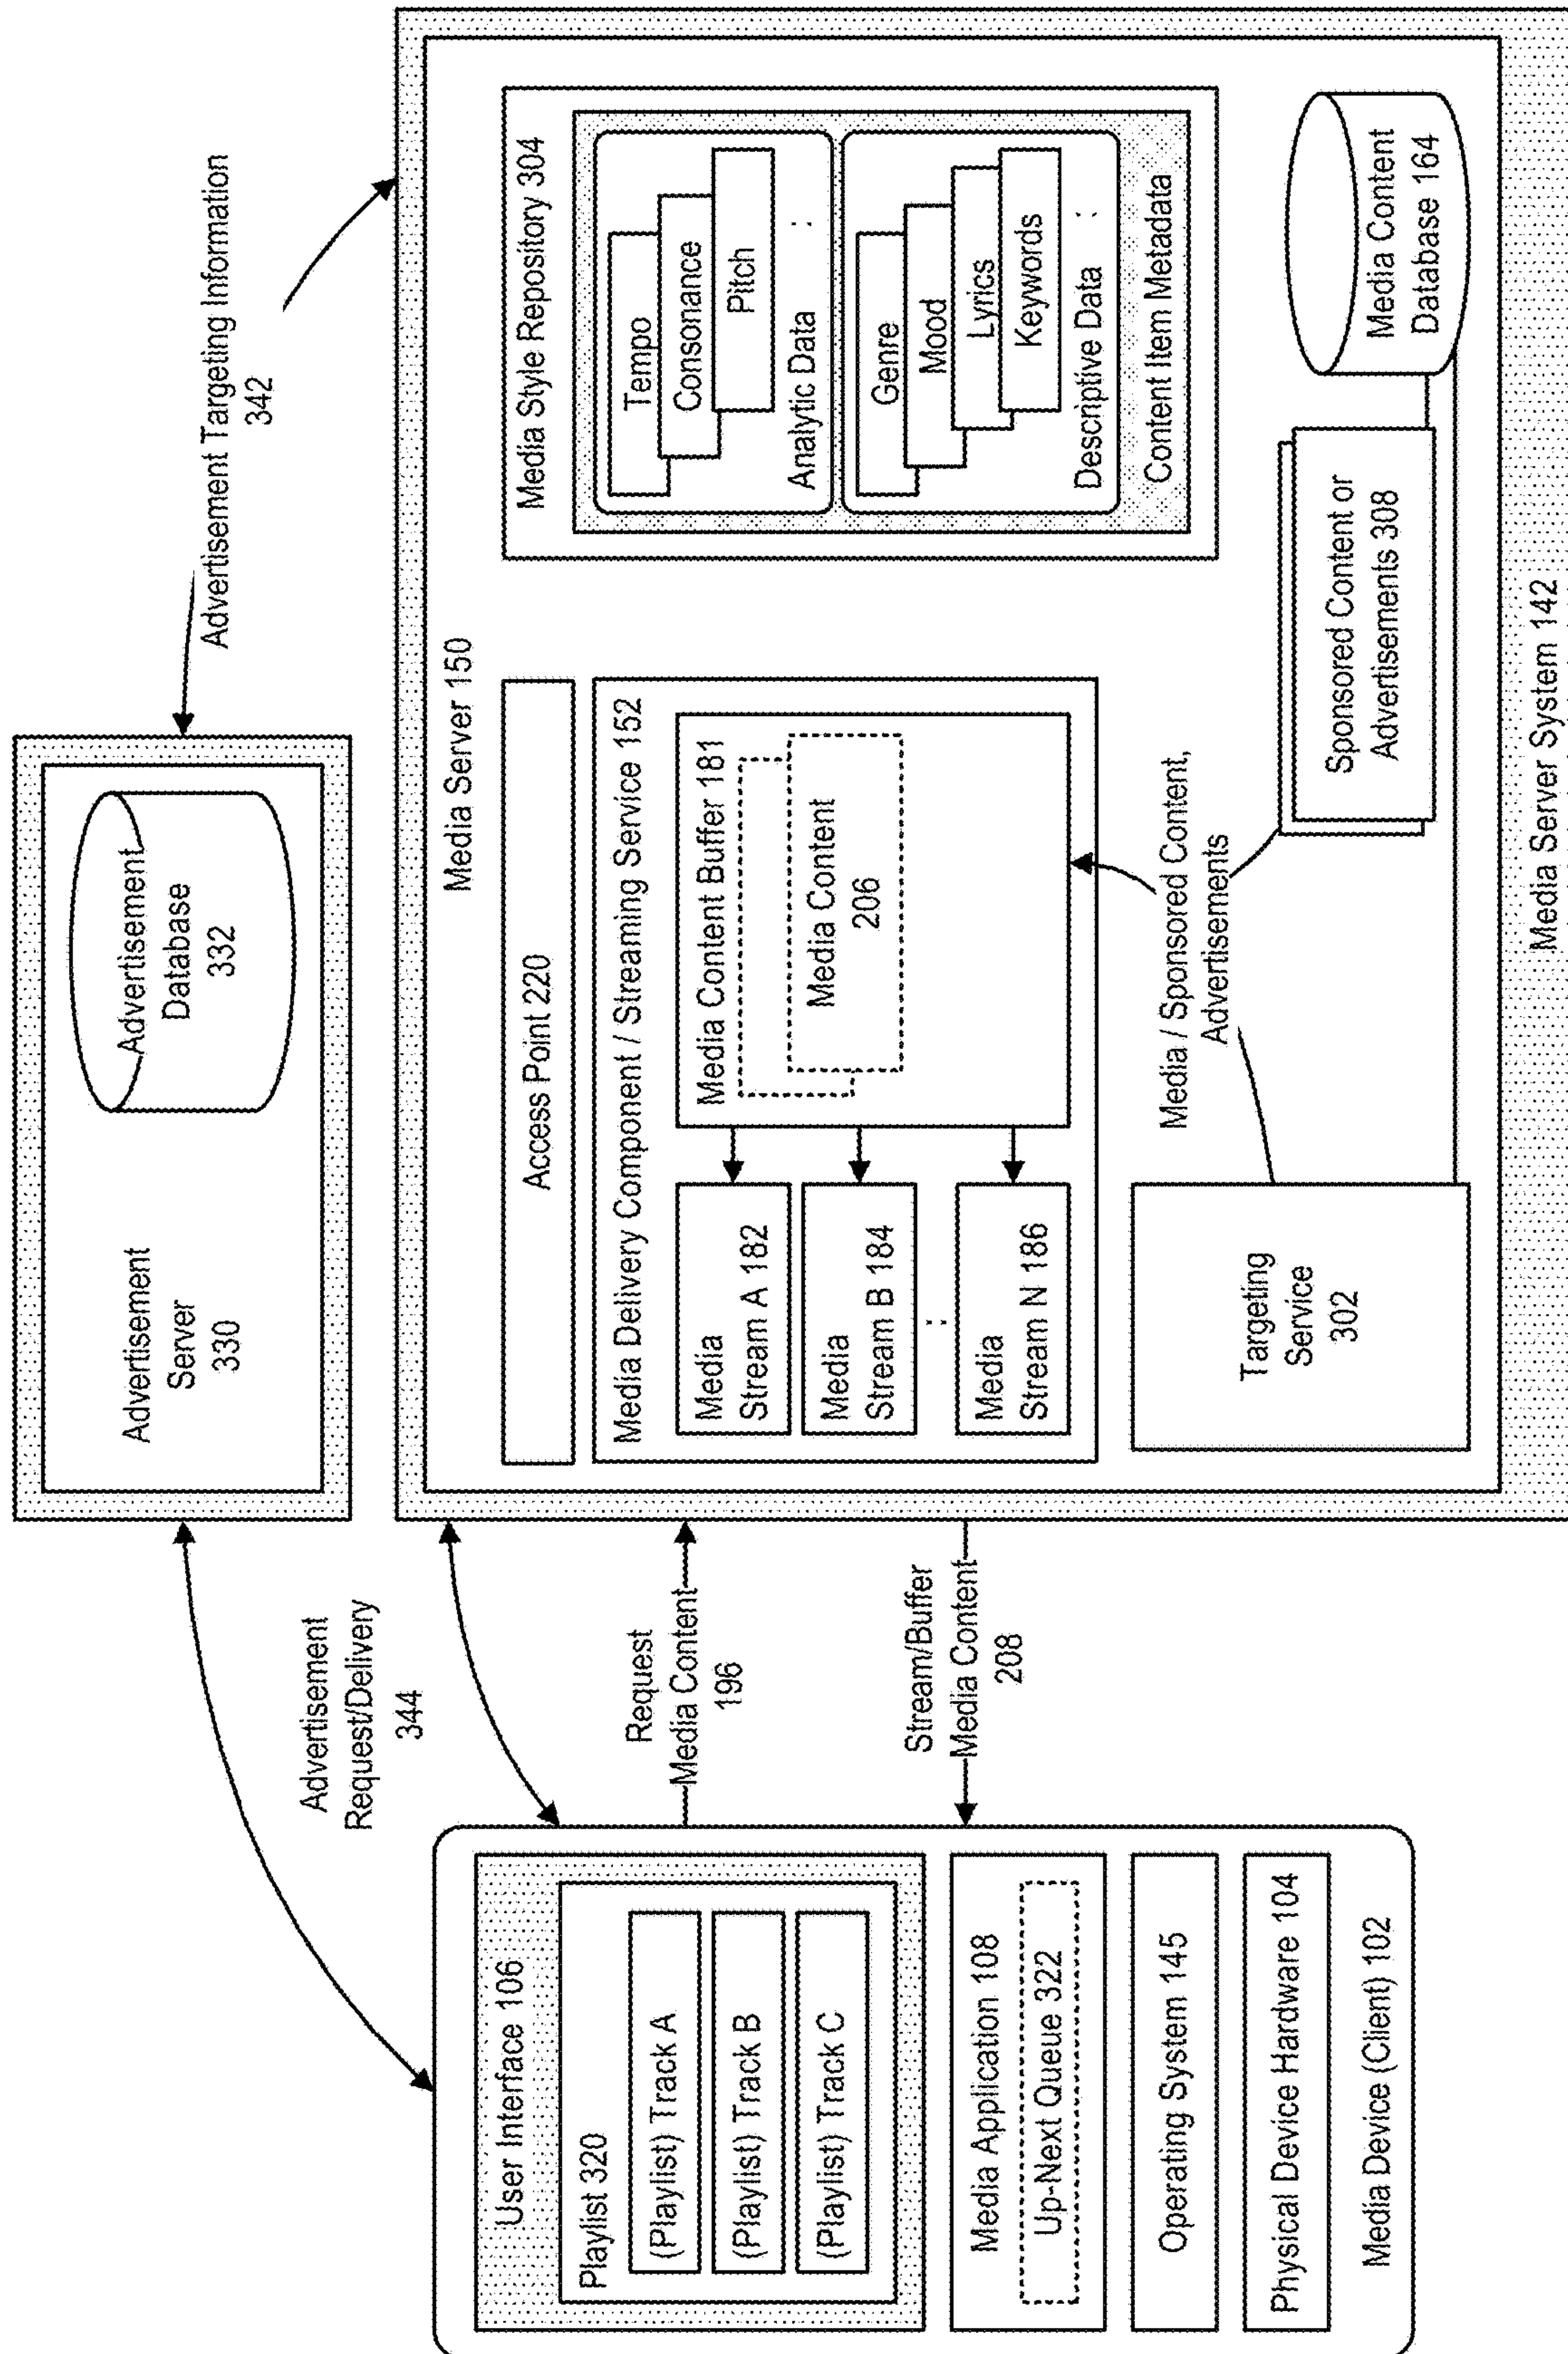 Advertisement
Server
330
Advertisement
Database
332
Advertisement Targeting Information
342
Advertisement
Request/Delivery
344
Request
Media Content
196
Stream/Buffer
Media Content
208
User Interface 106
Playlist 320
(Playlist) Track A
(Playlist) Track B
(Playlist) Track C
Media Application 108
Up-Next Queue 322
Operating System 145
Physical Device Hardware 104
Media Device (Client) 102
Media Server 150
Access Point 220
Media Delivery Component / Streaming Service 152
Media
Stream A 182
Media
Stream B 184
:
Media
Stream N 186
Media Content Buffer 181
Media Content
206
Media Style Repository 304
Tempo
Consonance
Pitch
Analytic Data :
Genre
Mood
Lyrics
Keywords
Descriptive Data :
Content Item Metadata
Targeting
Service
302
Media / Sponsored Content,
Advertisements
Sponsored Content or
Advertisements 308
Media Content
Database 164
Media Server System 142